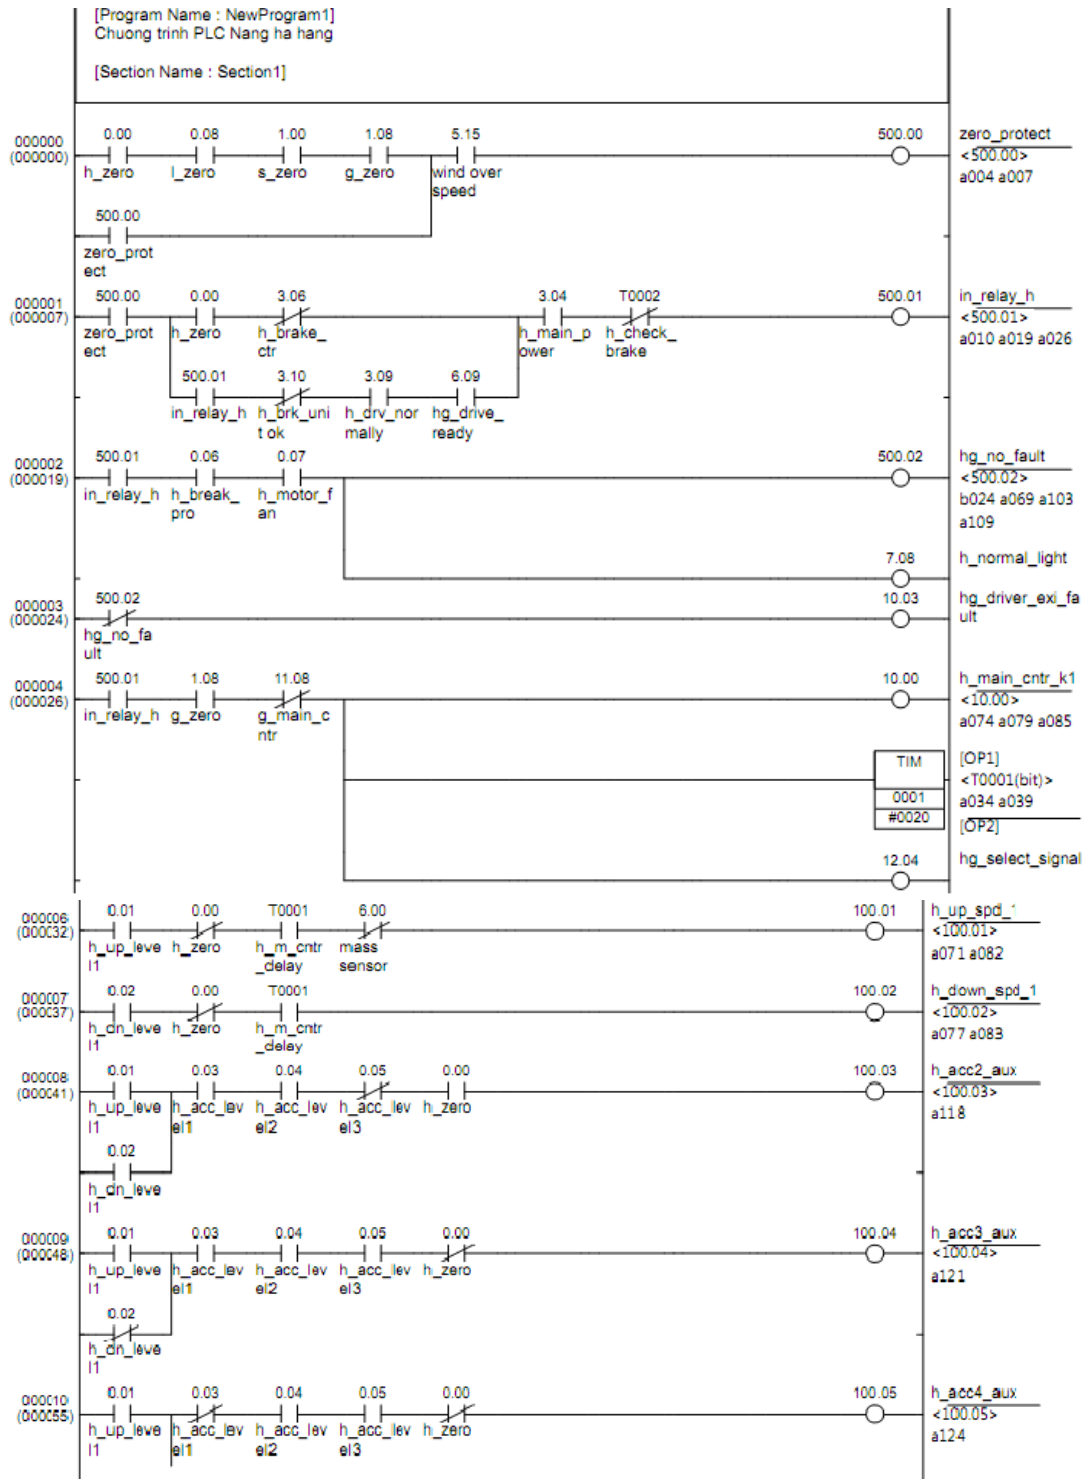 [Program Name : NewProgram1]
Chuong trinh PLC Nang ha hang
[Section Name : Section1]
000000
(000000)
0.00 0.08 1.00 1.08 5.15 500.00
h_zero l_zero s_zero g_zero wind over
speed
zero_protect
<500.00>
a004 a007
500.00
zero_prot
ect
000001
(000007)
500.00 0.00 3.06 3.04 T0002 500.01
zero_prot h_zero h_brake_ h_main_p h_check_
ect ctr ower brake
in_relay_h
<500.01>
a010 a019 a026
500.01 3.10 3.09 6.09
in_relay_h h_brk_uni h_drv_nor hg_drive_
t ok mally ready
000002
(000019)
500.01 0.06 0.07 500.02
in_relay_h h_break_ h_motor_f
pro an
hg_no_fault
<500.02>
b024 a069 a103
a109
7.08 h_normal_light
000003
(000024)
500.02 10.03
hg_no_fa
ult
hg_driver_exi_fa
ult
000004
(000026)
500.01 1.08 11.08 10.00
in_relay_h g_zero g_main_c
ntr
h_main_cntr_k1
<10.00>
a074 a079 a085
TIM
0001
#0020
[OP1]
<T0001(bit)>
a034 a039
[OP2]
12.04 hg_select_signal
000006
(000032)
0.01 0.00 T0001 6.00 100.01
h_up_leve h_zero h_m_cntr mass
l1 _delay sensor
h_up_spd_1
<100.01>
a071 a082
000007
(000037)
0.02 0.00 T0001 100.02
h_dn_leve h_zero h_m_cntr
l1 _delay
h_down_spd_1
<100.02>
a077 a083
000008
(000041)
0.01 0.03 0.04 0.05 0.00 100.03
h_up_leve h_acc_lev h_acc_lev h_acc_lev h_zero
l1 el1 el2 el3
h_acc2_aux
<100.03>
a118
0.02
h_dn_leve
l1
000009
(000048)
0.01 0.03 0.04 0.05 0.00 100.04
h_up_leve h_acc_lev h_acc_lev h_acc_lev h_zero
l1 el1 el2 el3
h_acc3_aux
<100.04>
a121
0.02
h_dn_leve
l1
000010
(000055)
0.01 0.03 0.04 0.05 0.00 100.05
h_up_leve h_acc_lev h_acc_lev h_acc_lev h_zero
l1 el1 el2 el3
h_acc4_aux
<100.05>
a124